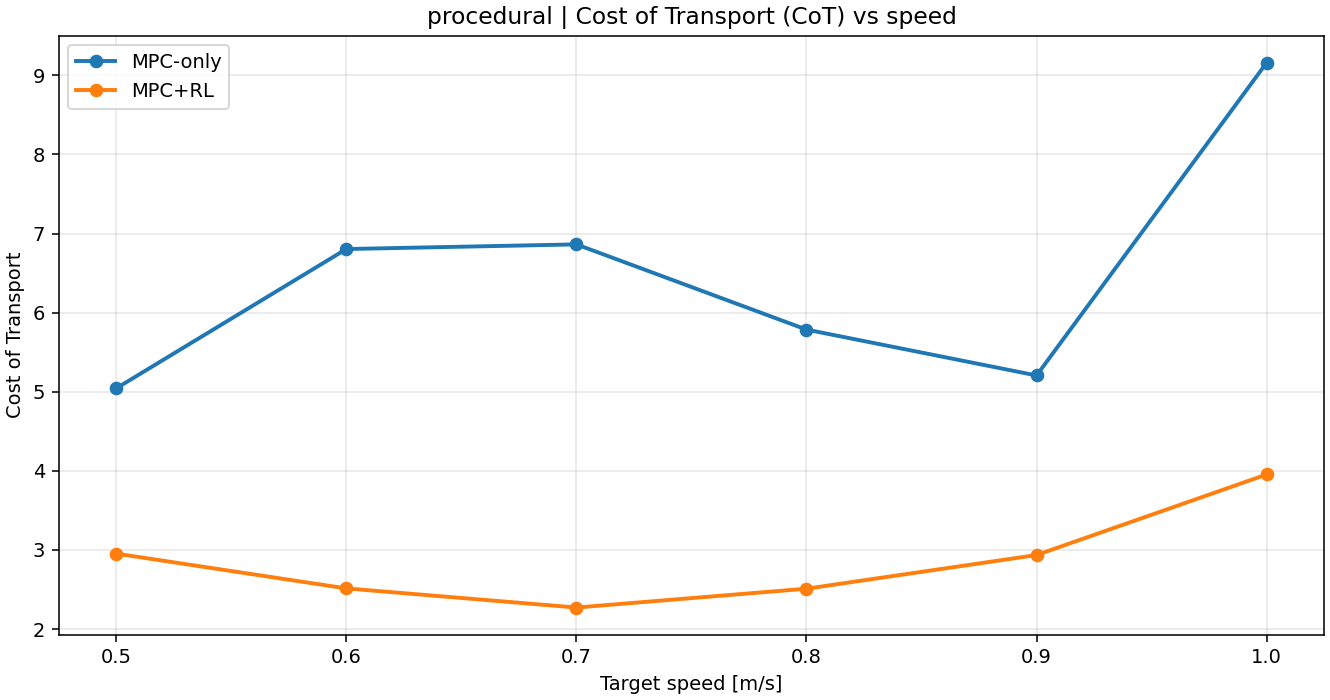 procedural | Cost of Transport (CoT) vs speed
MPC-only
MPC+RL
Cost of Transport
9
8
7
6
5
4
3
2
0.5
0.6
0.7
0.8
0.9
1.0
Target speed [m/s]